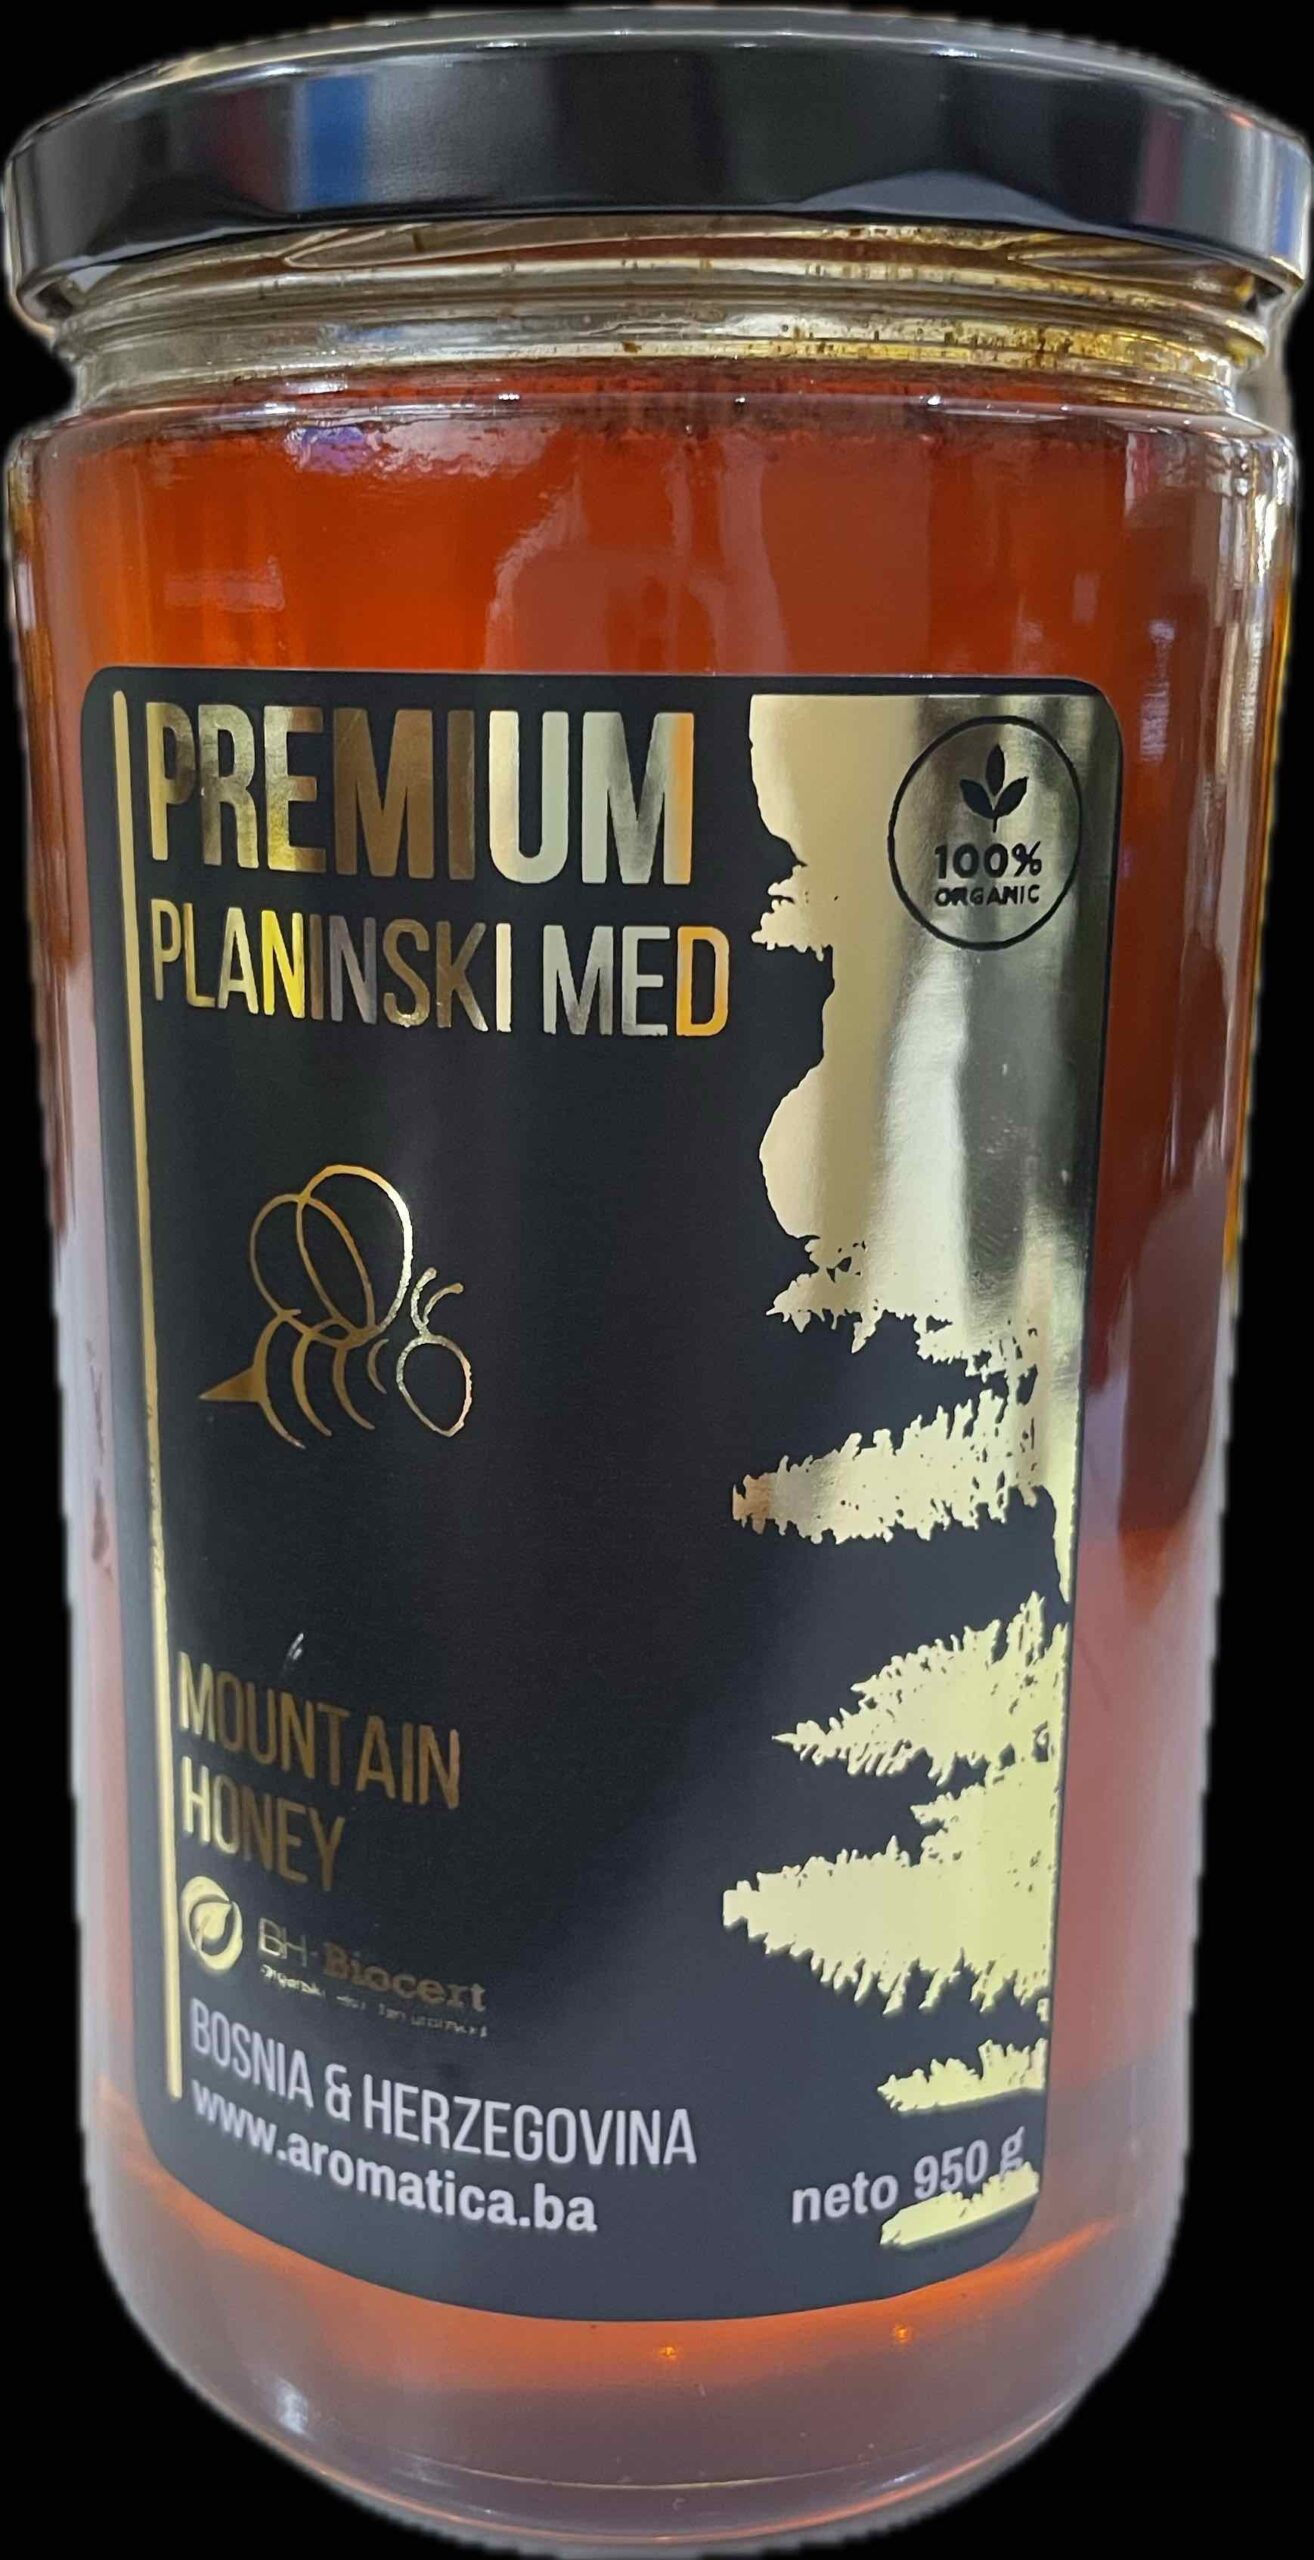 PREMIUM
PLANINSKI MED
100%
ORGANIC
MOUNTAIN
HONEY
BH-Biocert
BOSNIA & HERZEGOVINA
www.aromatica.ba
neto 950 g